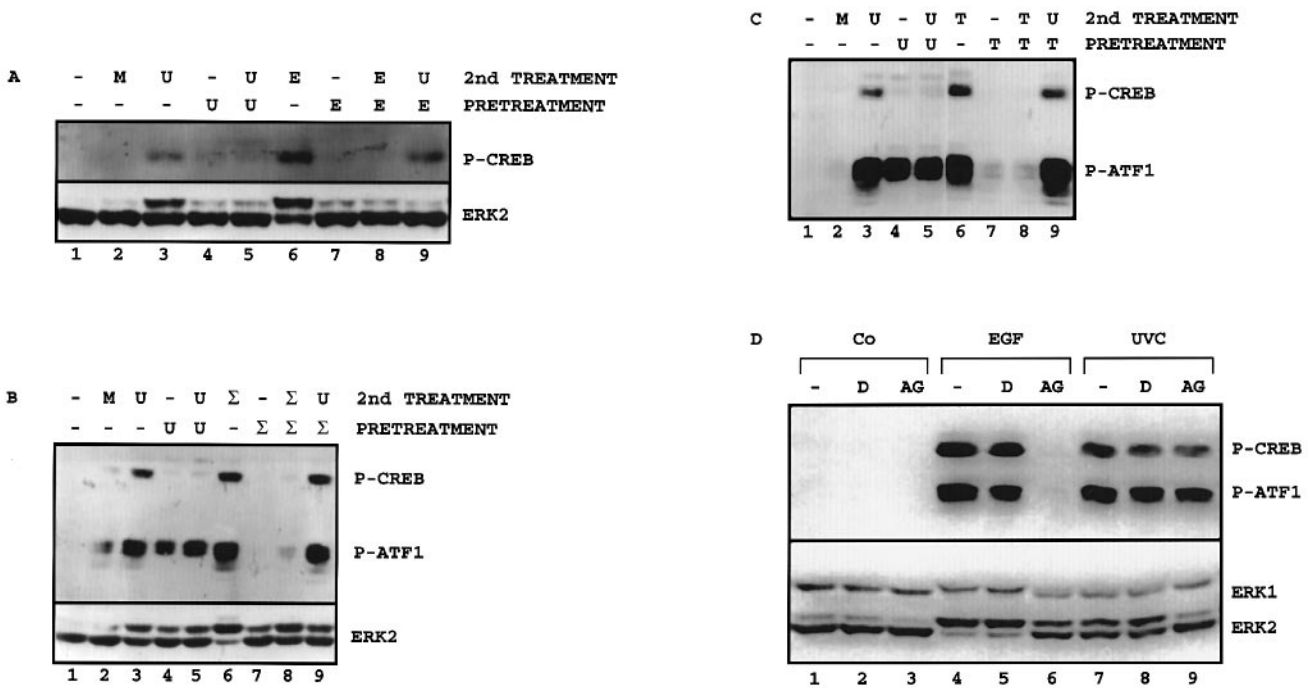 A - M U - U E - E U 2nd TREATMENT
- - - U U - E E E PRETREATMENT
P-CREB
ERK2
1 2 3 4 5 6 7 8 9
B - M U - U Σ - Σ U 2nd TREATMENT
- - - U U - Σ Σ Σ PRETREATMENT
P-CREB
P-ATF1
ERK2
1 2 3 4 5 6 7 8 9
C - M U - U T - T U 2nd TREATMENT
- - - U U - T T T PRETREATMENT
P-CREB
P-ATF1
1 2 3 4 5 6 7 8 9
D Co EGF UVC
- D AG - D AG - D AG
P-CREB
P-ATF1
ERK1
ERK2
1 2 3 4 5 6 7 8 9